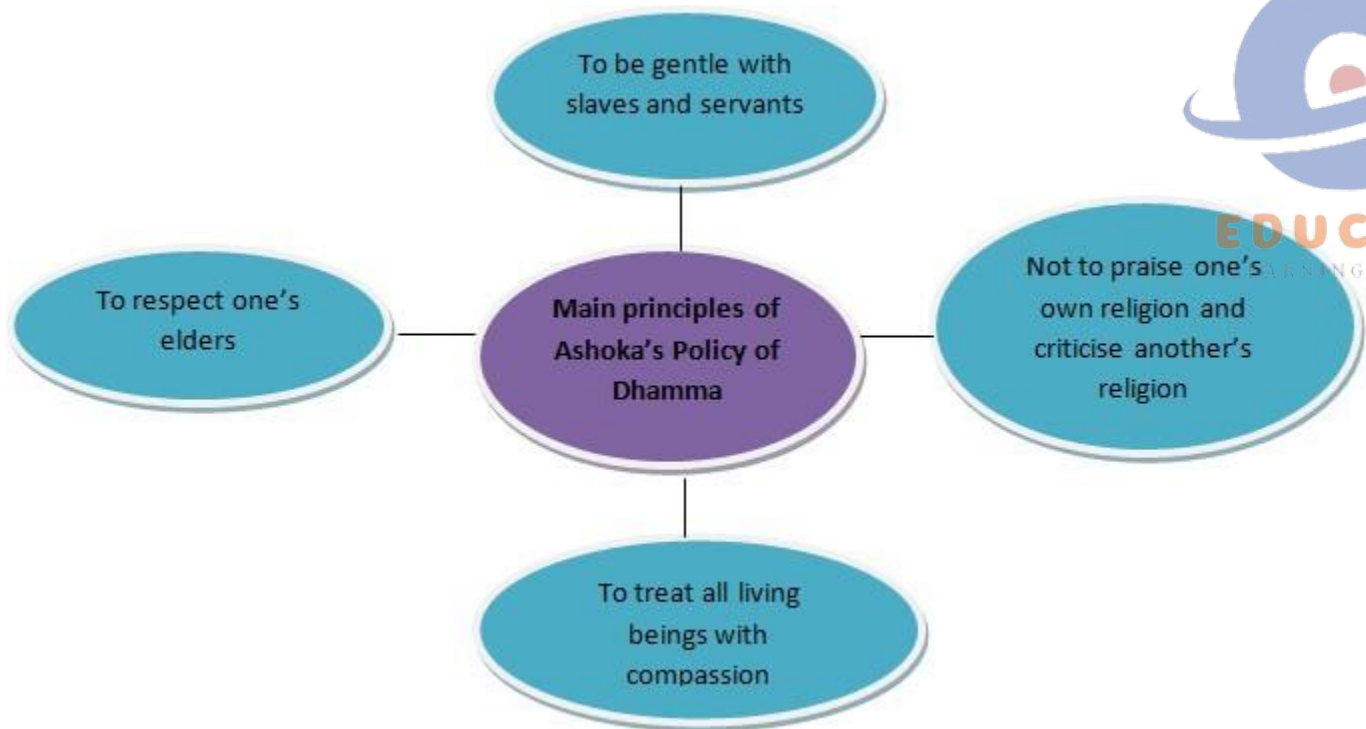 To be gentle with
slaves and servants
To respect one's
elders
Main principles of
Ashoka's Policy of
Dhamma
Not to praise one's
own religion and
criticise another's
religion
To treat all living
beings with
compassion
EDUC